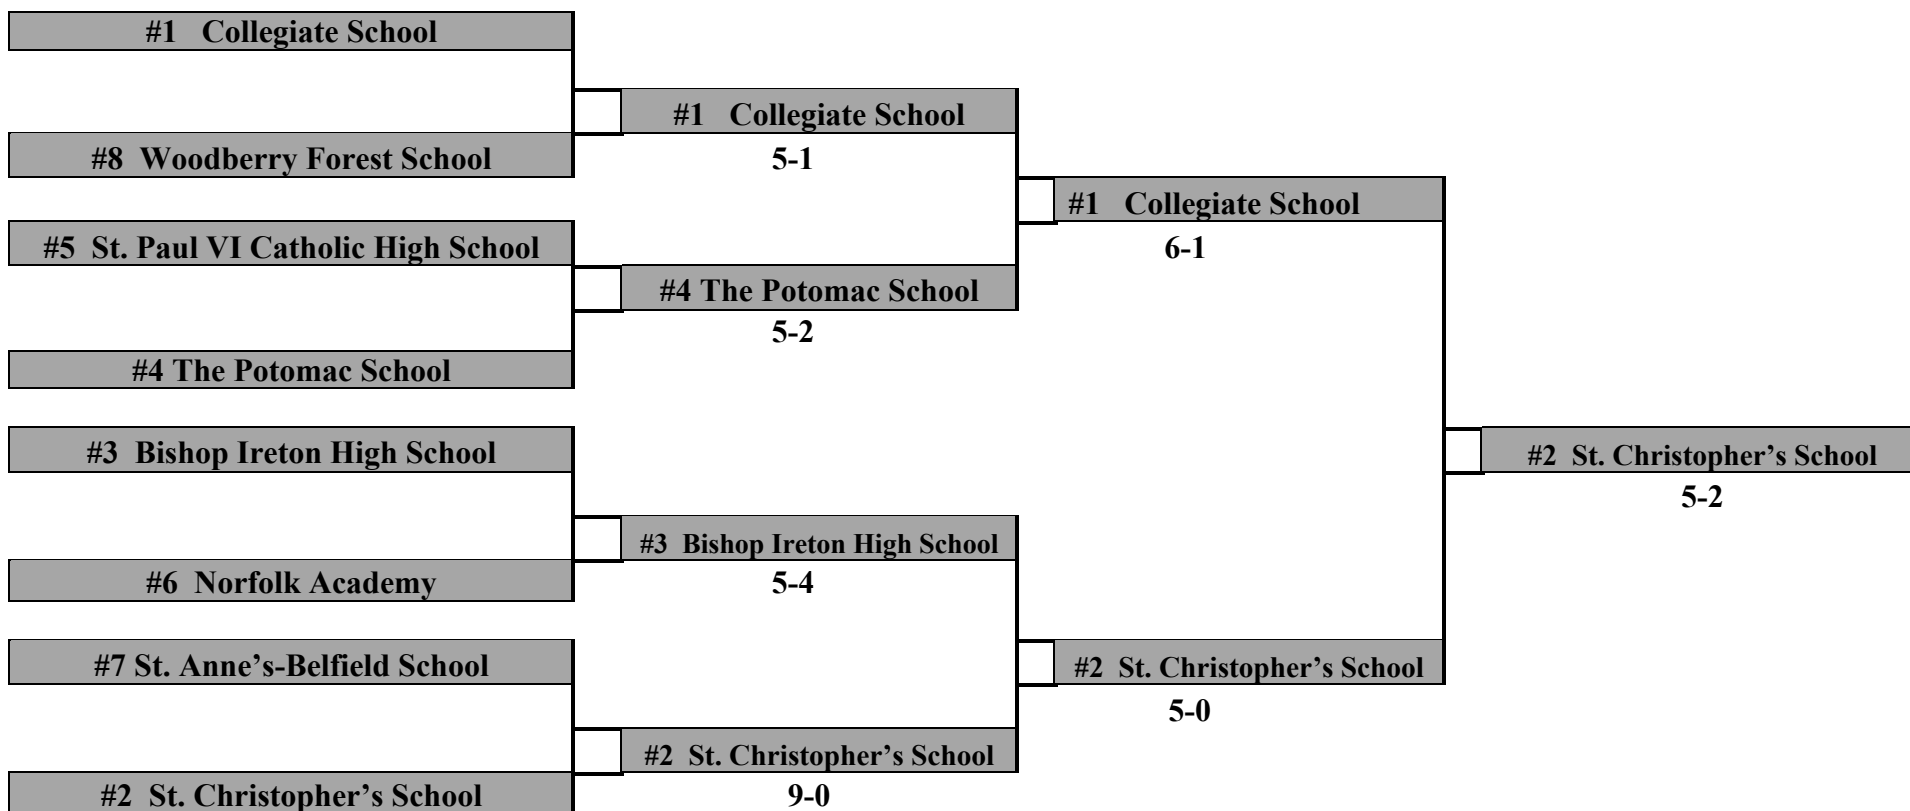 #1 Collegiate School
#8 Woodberry Forest School
#5 St. Paul VI Catholic High School
#4 The Potomac School
#3 Bishop Ireton High School
#6 Norfolk Academy
#7 St. Anne’s-Belfield School
#2 St. Christopher’s School
#1 Collegiate School
5-1
#4 The Potomac School
5-2
#3 Bishop Ireton High School
5-4
#2 St. Christopher’s School
9-0
#1 Collegiate School
6-1
#2 St. Christopher’s School
5-0
#2 St. Christopher’s School
5-2